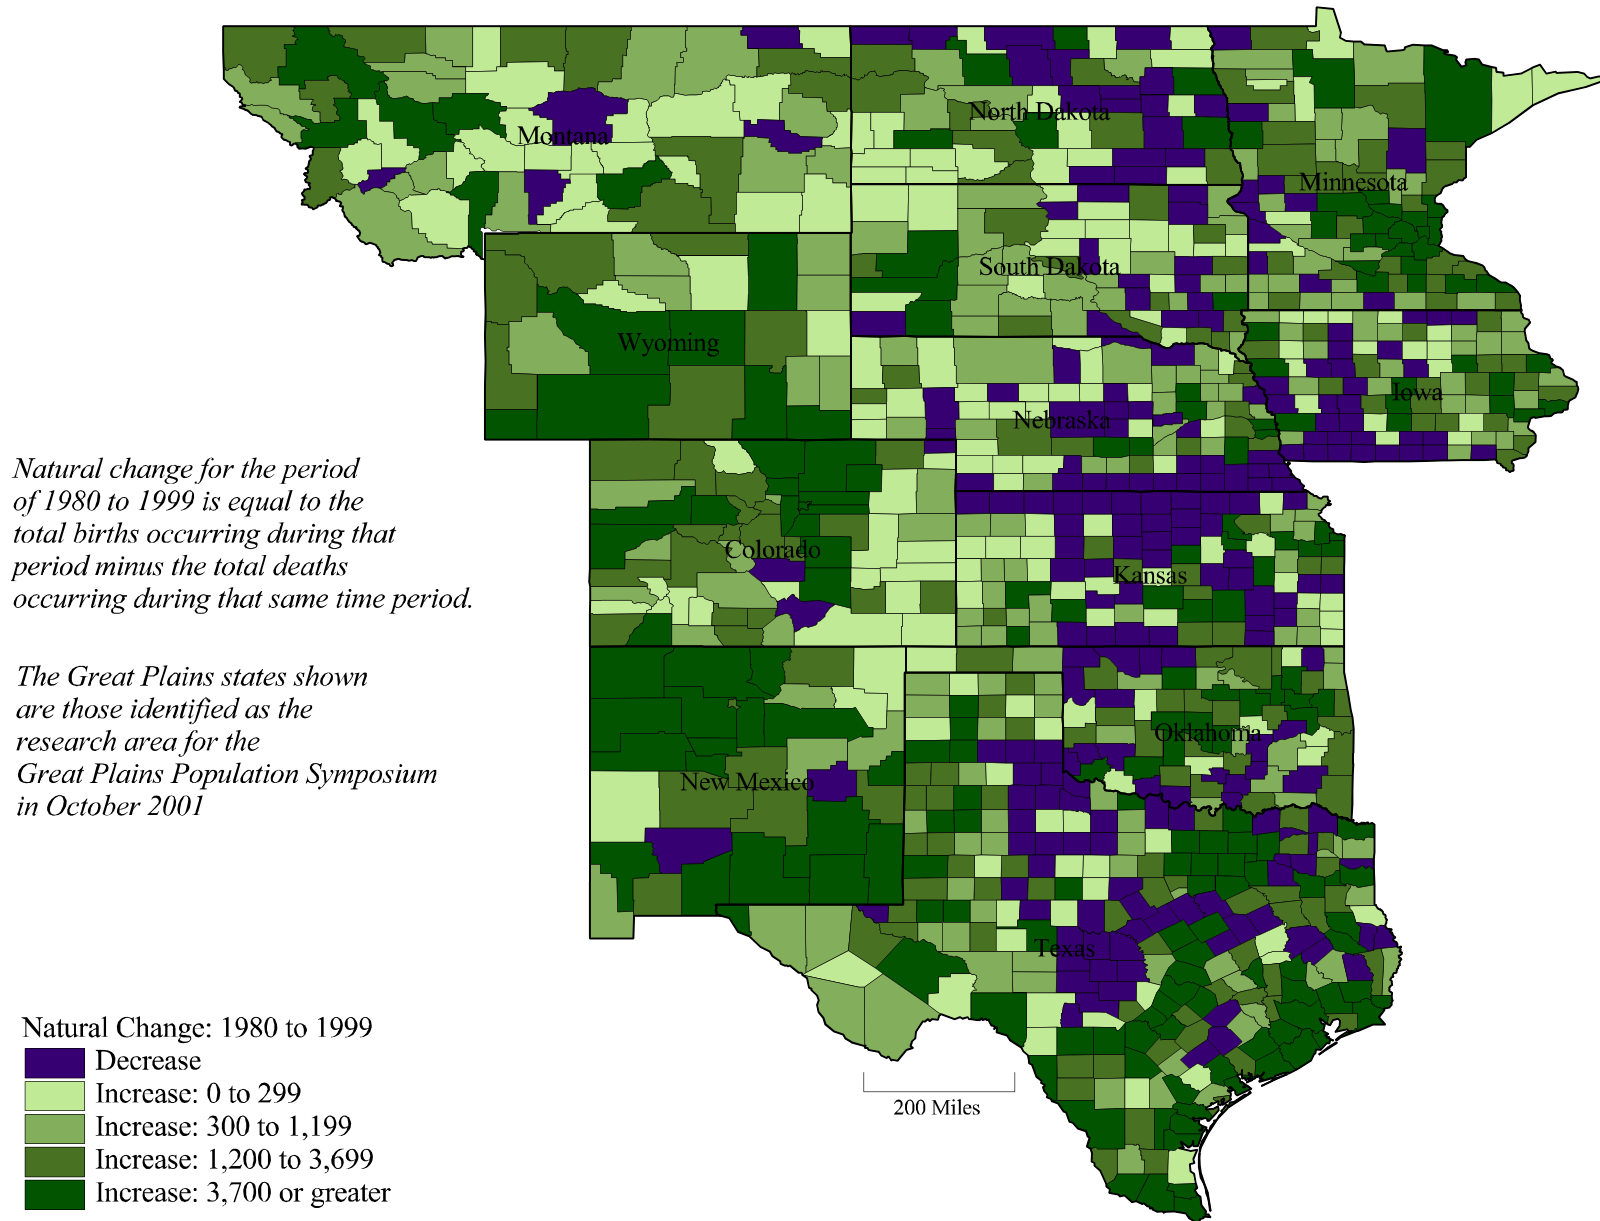 North Dakota
Montana
Minnesota
South Dakota
Wyoming
Iowa
Nebraska
Natural change for the period
of 1980 to 1999 is equal to the
total births occurring during that
period minus the total deaths
occurring during that same time period.
Colorado
Kansas
The Great Plains states shown
are those identified as the
research area for the
Great Plains Population Symposium
in October 2001
Oklahoma
New Mexico
Texas
Natural Change: 1980 to 1999
Decrease
Increase: 0 to 299
Increase: 300 to 1,199
Increase: 1,200 to 3,699
Increase: 3,700 or greater
200 Miles